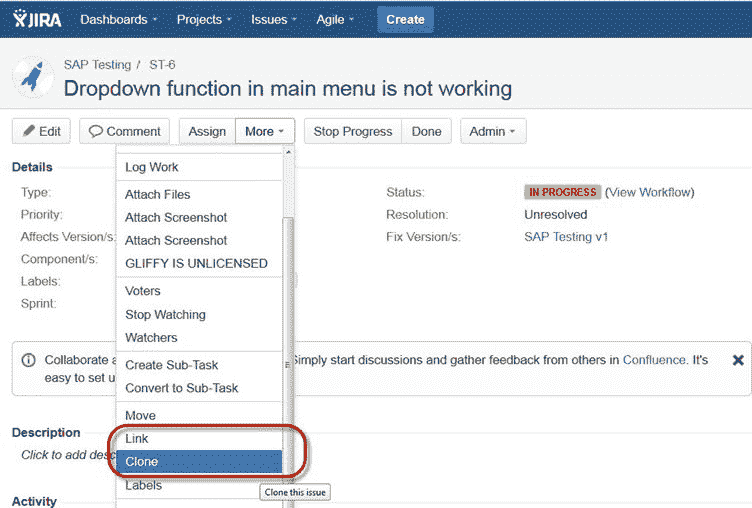 JIRA Dashboards Projects Issues Agile Create
SAP Testing / ST-6
Dropdown function in main menu is not working
Edit Comment Assign More Stop Progress Done Admin
Details
Log Work
Type:
Status: IN PROGRESS (View Workflow)
Attach Files
Priority:
Attach Screenshot
Resolution: Unresolved
Affects Version/s:
Attach Screenshot
Fix Version/s: SAP Testing v1
Component/s:
GLIFFY IS UNLICENSED
Labels:
Voters
Sprint:
Stop Watching
Watchers
Collaborate a
Simply start discussions and gather feedback from others in Confluence. It's
Create Sub-Task
easy to set u
Convert to Sub-Task
Move
Description
Link
Click to add desc
Clone
Labels
Clone this issue
Activity